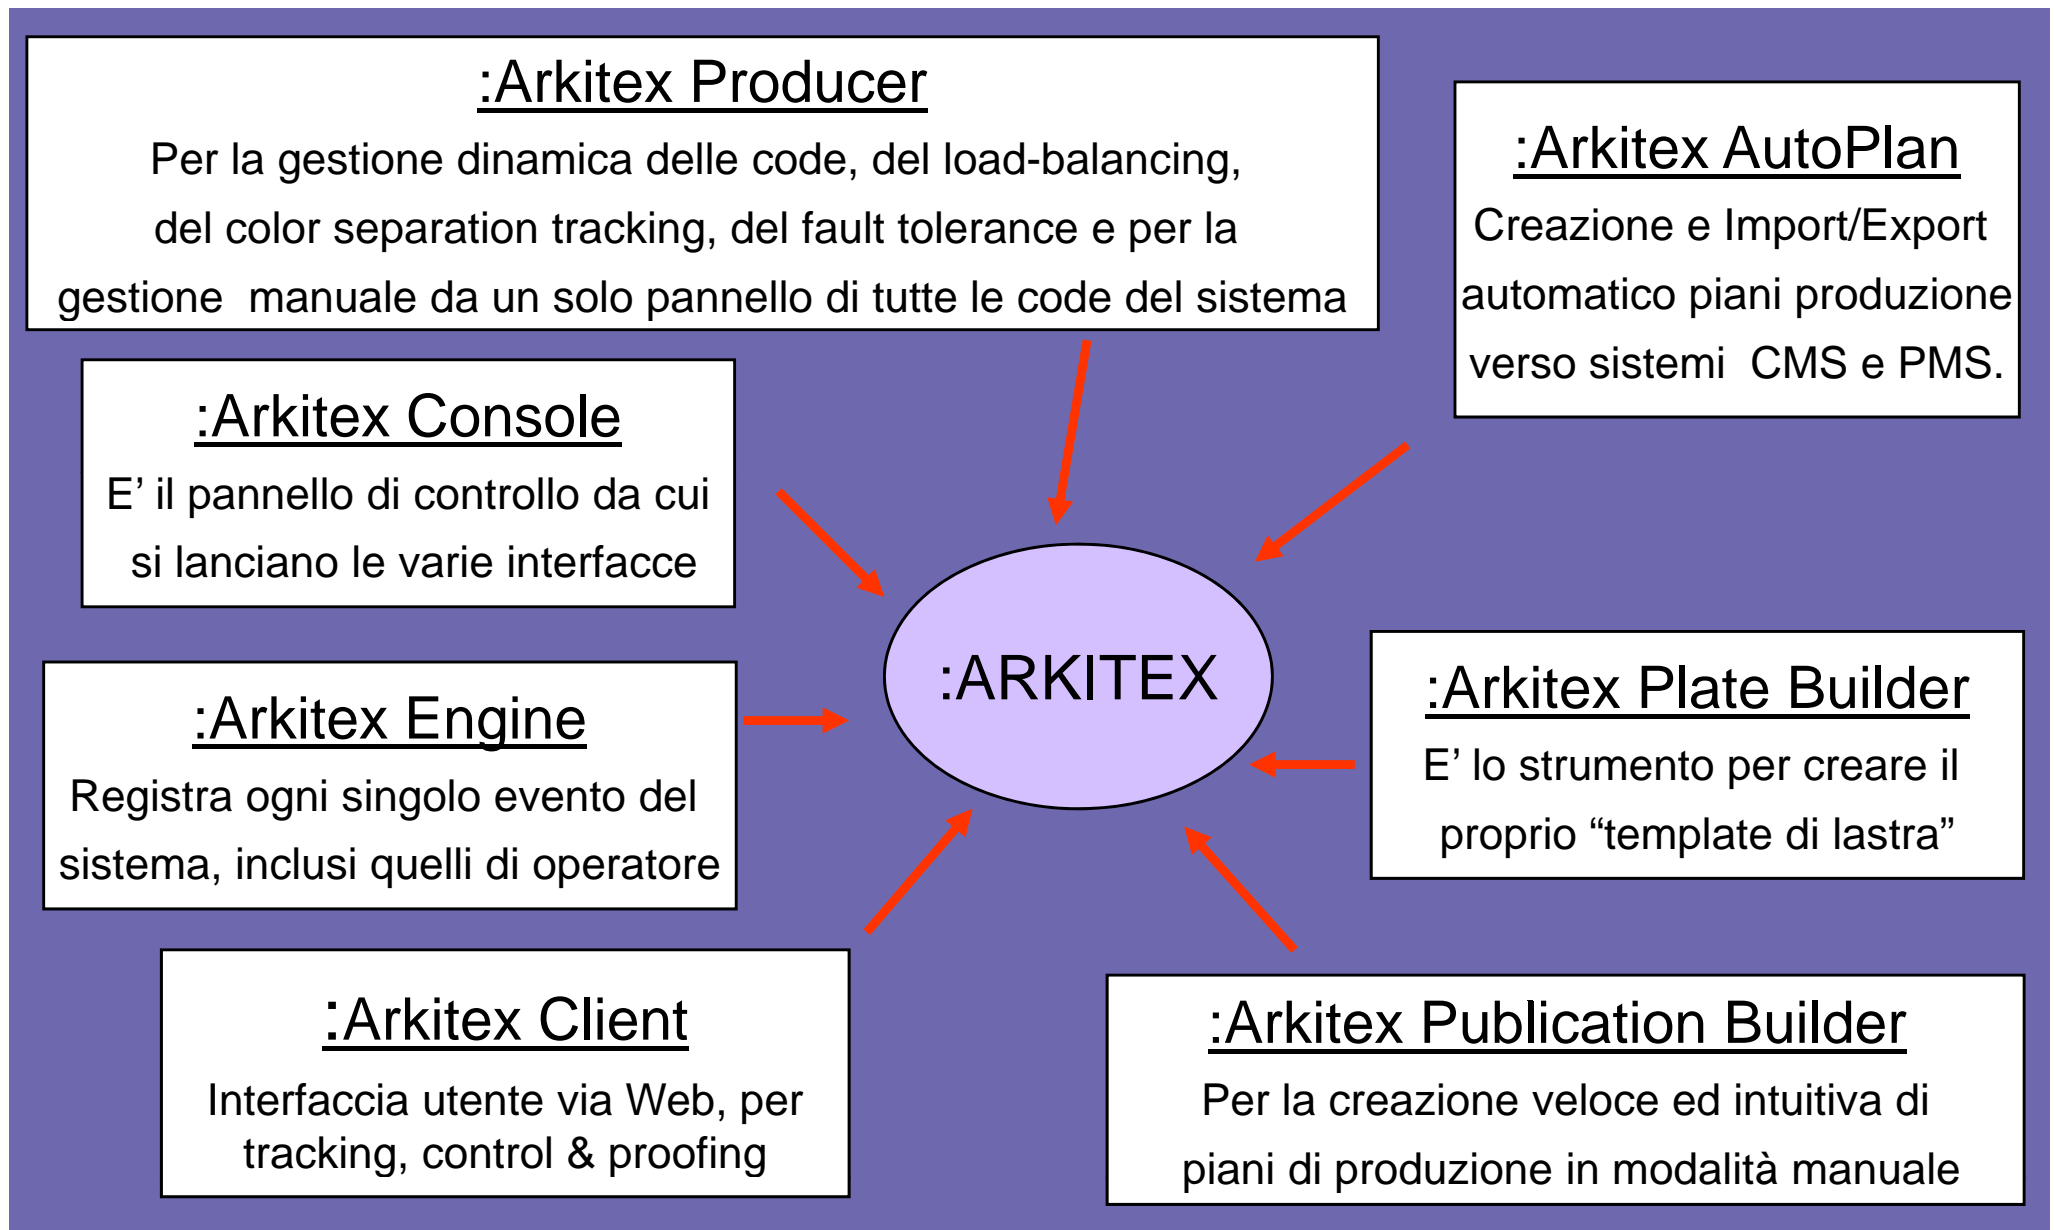 :Arkitex Producer
Per la gestione dinamica delle code, del load-balancing,
del color separation tracking, del fault tolerance e per la
gestione manuale da un solo pannello di tutte le code del sistema
:Arkitex AutoPlan
Creazione e Import/Export
automatico piani produzione
verso sistemi CMS e PMS.
:Arkitex Console
E’ il pannello di controllo da cui
si lanciano le varie interfacce
:ARKITEX
:Arkitex Engine
Registra ogni singolo evento del
sistema, inclusi quelli di operatore
:Arkitex Plate Builder
E’ lo strumento per creare il
proprio “template di lastra”
:Arkitex Client
Interfaccia utente via Web, per
tracking, control & proofing
:Arkitex Publication Builder
Per la creazione veloce ed intuitiva di
piani di produzione in modalità manuale